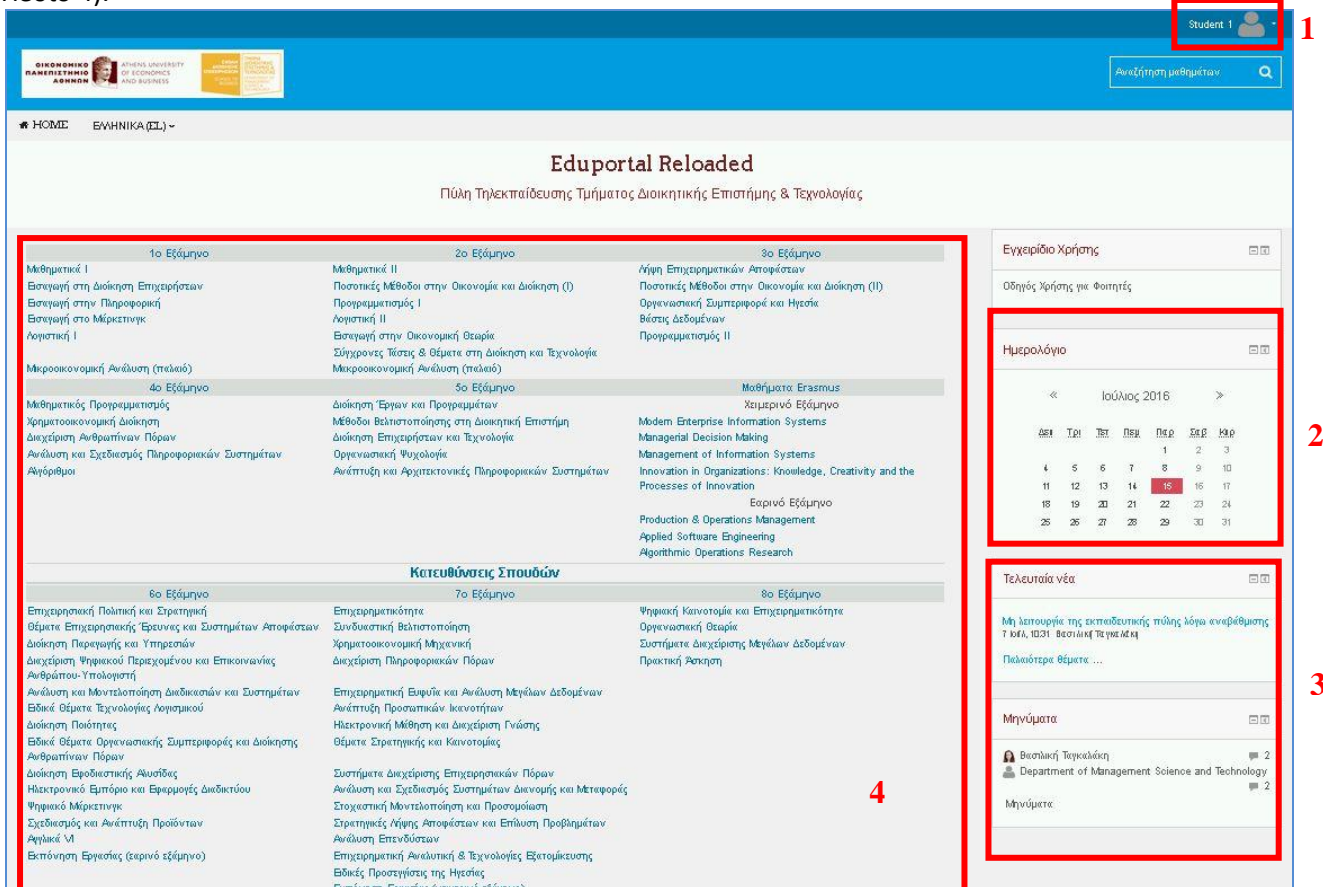 Student 1
1
ΟΙΚΟΝΟΜΙΚΟ
ΠΑΝΕΠΙΣΤΗΜΙΟ
ΑΘΗΝΩΝ
ATHENS UNIVERSITY
OF ECONOMICS
AND BUSINESS
Αναζήτηση μαθημάτων
HOME ΕΛΛΗΝΙΚΑ (EL)
Eduportal Reloaded
Πύλη Τηλεκπαίδευσης Τμήματος Διοικητικής Επιστήμης & Τεχνολογίας
1ο Εξάμηνο 2ο Εξάμηνο 3ο Εξάμηνο
Μαθηματικά I Μαθηματικά II Λήψη Επιχειρηματικών Αποφάσεων
Εισαγωγή στη Διοίκηση Επιχειρήσεων Ποσοτικές Μέθοδοι στην Οικονομία και Διοίκηση (I) Ποσοτικές Μέθοδοι στην Οικονομία και Διοίκηση (II)
Εισαγωγή στην Πληροφορική Προγραμματισμός I Οργανωσιακή Συμπεριφορά και Ηγεσία
Εισαγωγή στο Μάρκετινγκ Λογιστική II Βάσεις Δεδομένων
Λογιστική I Εισαγωγή στην Οικονομική Θεωρία Προγραμματισμός II
Σύγχρονες Τάσεις & Θέματα στη Διοίκηση και Τεχνολογία
Μικροοικονομική Ανάλυση (παλαιό) Μακροοικονομική Ανάλυση (παλαιό)
4ο Εξάμηνο 5ο Εξάμηνο Μαθήματα Erasmus
Μαθηματικός Προγραμματισμός Διοίκηση Έργων και Προγραμμάτων Χειμερινό Εξάμηνο
Χρηματοοικονομική Διοίκηση Μέθοδοι Βελτιστοποίησης στη Διοικητική Επιστήμη Modern Enterprise Information Systems
Διαχείριση Ανθρωπίνων Πόρων Διοίκηση Επιχειρήσεων και Τεχνολογία Managerial Decision Making
Ανάλυση και Σχεδιασμός Πληροφοριακών Συστημάτων Οργανωσιακή Ψυχολογία Management of Information Systems
Αλγόριθμοι Ανάπτυξη και Αρχιτεκτονικές Πληροφοριακών Συστημάτων Innovation in Organizations: Knowledge, Creativity and the
Processes of Innovation
Εαρινό Εξάμηνο
Production & Operations Management
Applied Software Engineering
Algorithmic Operations Research
Κατευθύνσεις Σπουδών
6ο Εξάμηνο 7ο Εξάμηνο 8ο Εξάμηνο
Επιχειρησιακή Πολιτική και Στρατηγική Επιχειρηματικότητα Ψηφιακή Καινοτομία και Επιχειρηματικότητα
Θέματα Επιχειρησιακής Έρευνας και Συστημάτων Αποφάσεων Συνδυαστική Βελτιστοποίηση Οργανωσιακή Θεωρία
Διοίκηση Παραγωγής και Υπηρεσιών Χρηματοοικονομική Μηχανική Συστήματα Διαχείρισης Μεγάλων Δεδομένων
Διαχείριση Ψηφιακού Περιεχομένου και Επικοινωνίας Διαχείριση Πληροφοριακών Πόρων Πρακτική Άσκηση
Ανθρώπου-Υπολογιστή
Ανάλυση και Μοντελοποίηση Διαδικασιών και Συστημάτων Επιχειρηματική Ευφυΐα και Ανάλυση Μεγάλων Δεδομένων
Ειδικά Θέματα Τεχνολογίας Λογισμικού Ανάπτυξη Προσωπικών Ικανοτήτων
Διοίκηση Ποιότητας Ηλεκτρονική Μάθηση και Διαχείριση Γνώσης
Ειδικά Θέματα Οργανωσιακής Συμπεριφοράς και Διοίκησης Θέματα Στρατηγικής και Καινοτομίας
Ανθρωπίνων Πόρων
Διοίκηση Εφοδιαστικής Αλυσίδας Συστήματα Διαχείρισης Επιχειρησιακών Πόρων
Ηλεκτρονικό Εμπόριο και Εφαρμογές Διαδικτύου Ανάλυση και Σχεδιασμός Συστημάτων Διανομής και Μεταφοράς
Ψηφιακό Μάρκετινγκ Στοχαστική Μοντελοποίηση και Προσομοίωση
Σχεδιασμός και Ανάπτυξη Προϊόντων Στρατηγικές Λήψης Αποφάσεων και Επίλυση Προβλημάτων
Αγγλικά VI Ανάλυση Επενδύσεων
Εκπόνηση Εργασίας (εαρινό εξάμηνο) Επιχειρηματική Αναλυτική & Τεχνολογίες Εξατομίκευσης
Ειδικές Προσεγγίσεις της Ηγεσίας
4
Εγχειρίδιο Χρήσης
Οδηγός Χρήσης για Φοιτητές
Ημερολόγιο
« Ιούλιος 2016 »
Δευ Τρι Τετ Πεμ Παρ Σαβ Κυρ
1 2 3
4 5 6 7 8 9 10
11 12 13 14 15 16 17
18 19 20 21 22 23 24
25 26 27 28 29 30 31
2
Τελευταία νέα
Μη λειτουργία της εκπαιδευτικής πύλης λόγω αναβάθμισης
7 Ιούλ, 10:31 Βασιλική Ταγκαλάκη
Παλαιότερα θέματα ...
3
Μηνύματα
Βασιλική Ταγκαλάκη 2
Department of Management Science and Technology
2
Μηνύματα